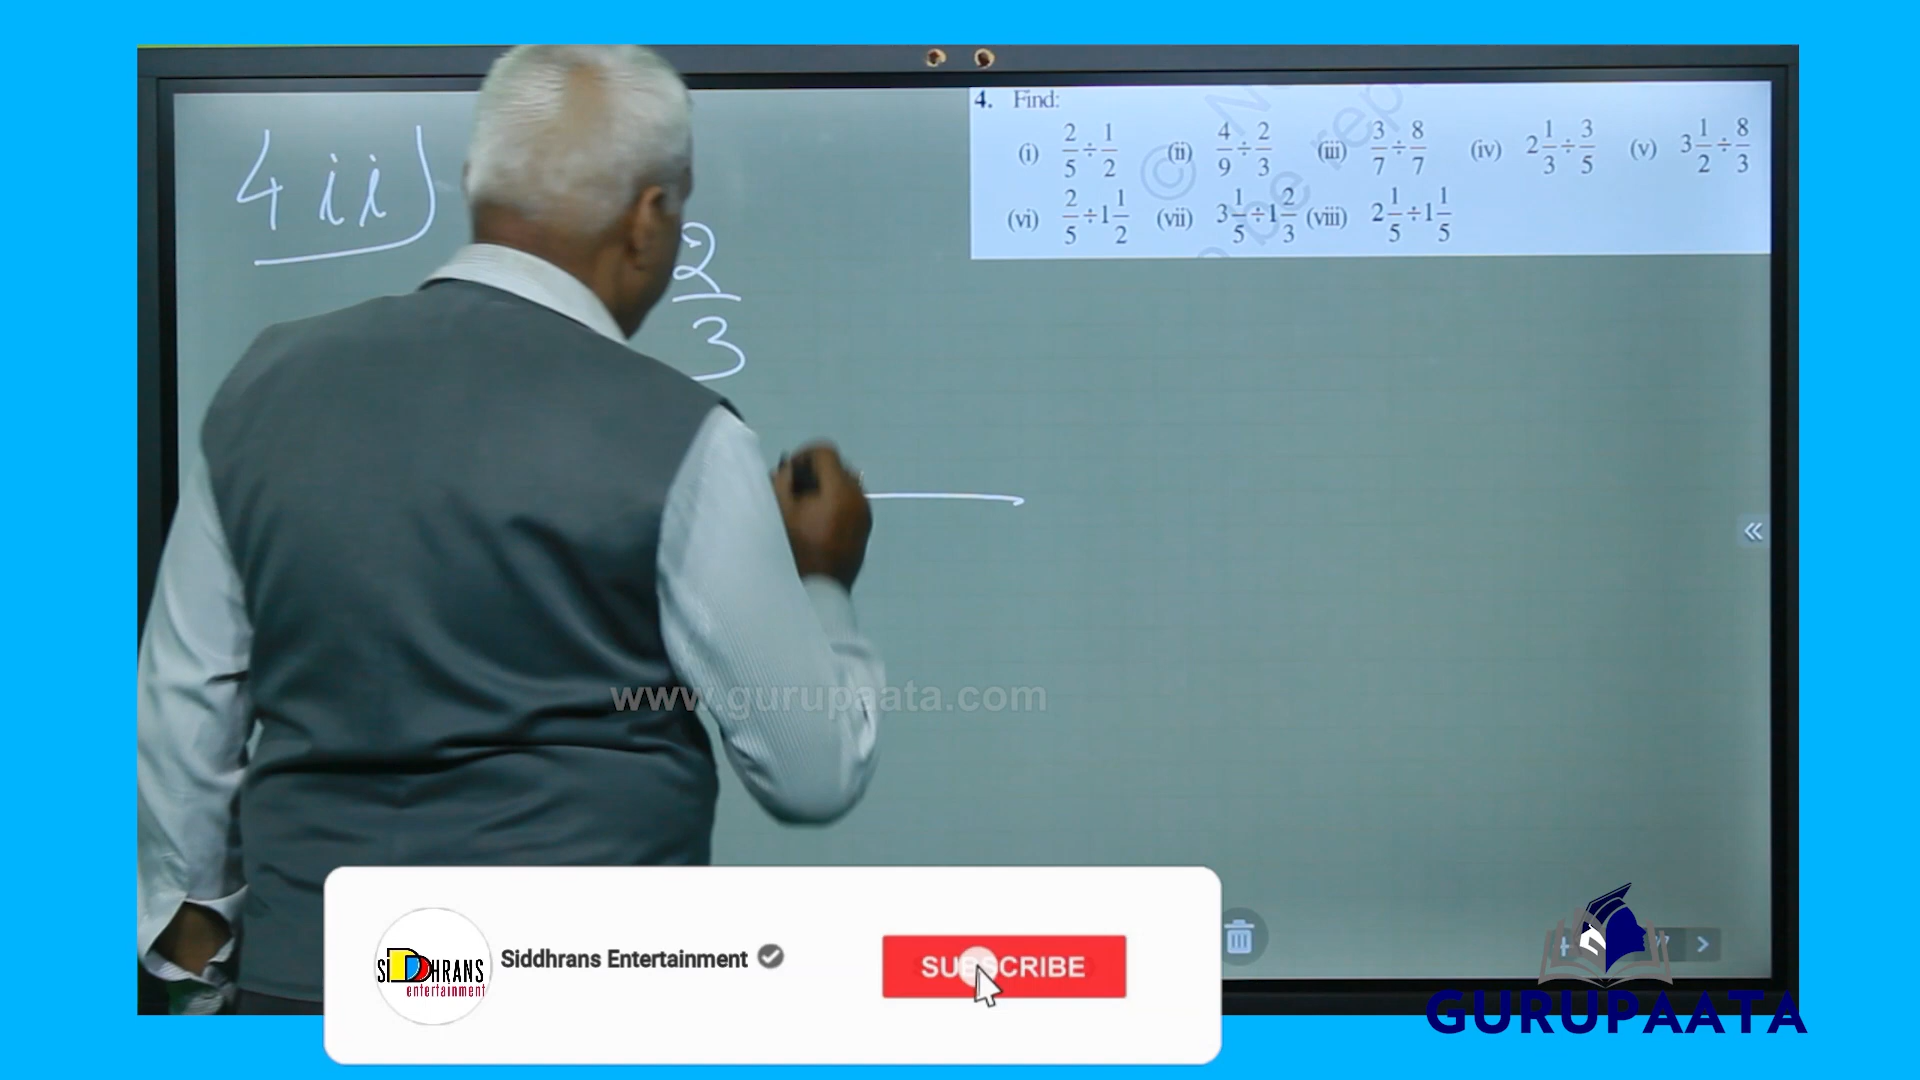 4 ii)
2
3
4. Find:
(i) 2/5 ÷ 1/2 (ii) 4/9 ÷ 2/3 (iii) 3/7 ÷ 8/7 (iv) 2 1/3 ÷ 3/5 (v) 3 1/2 ÷ 8/3
(vi) 2/5 ÷ 1 1/2 (vii) 3 1/5 ÷ 1 2/3 (viii) 2 1/5 ÷ 1 1/5
www.gurupaata.com
SIDDHRANS
entertainment
Siddhrans Entertainment
SUBSCRIBE
GURUPAATA